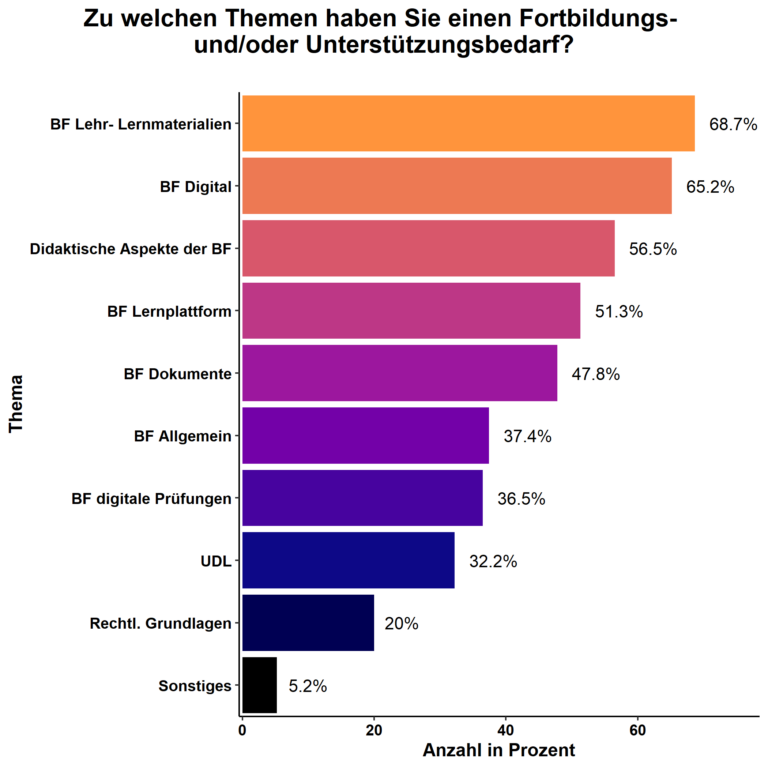 Zu welchen Themen haben Sie einen Fortbildungs-
und/oder Unterstützungsbedarf?
BF Lehr- Lernmaterialien 68.7%
BF Digital 65.2%
Didaktische Aspekte der BF 56.5%
BF Lernplattform 51.3%
BF Dokumente 47.8%
Thema
BF Allgemein 37.4%
BF digitale Prüfungen 36.5%
UDL 32.2%
Rechtl. Grundlagen 20%
Sonstiges 5.2%
0 20 40 60
Anzahl in Prozent